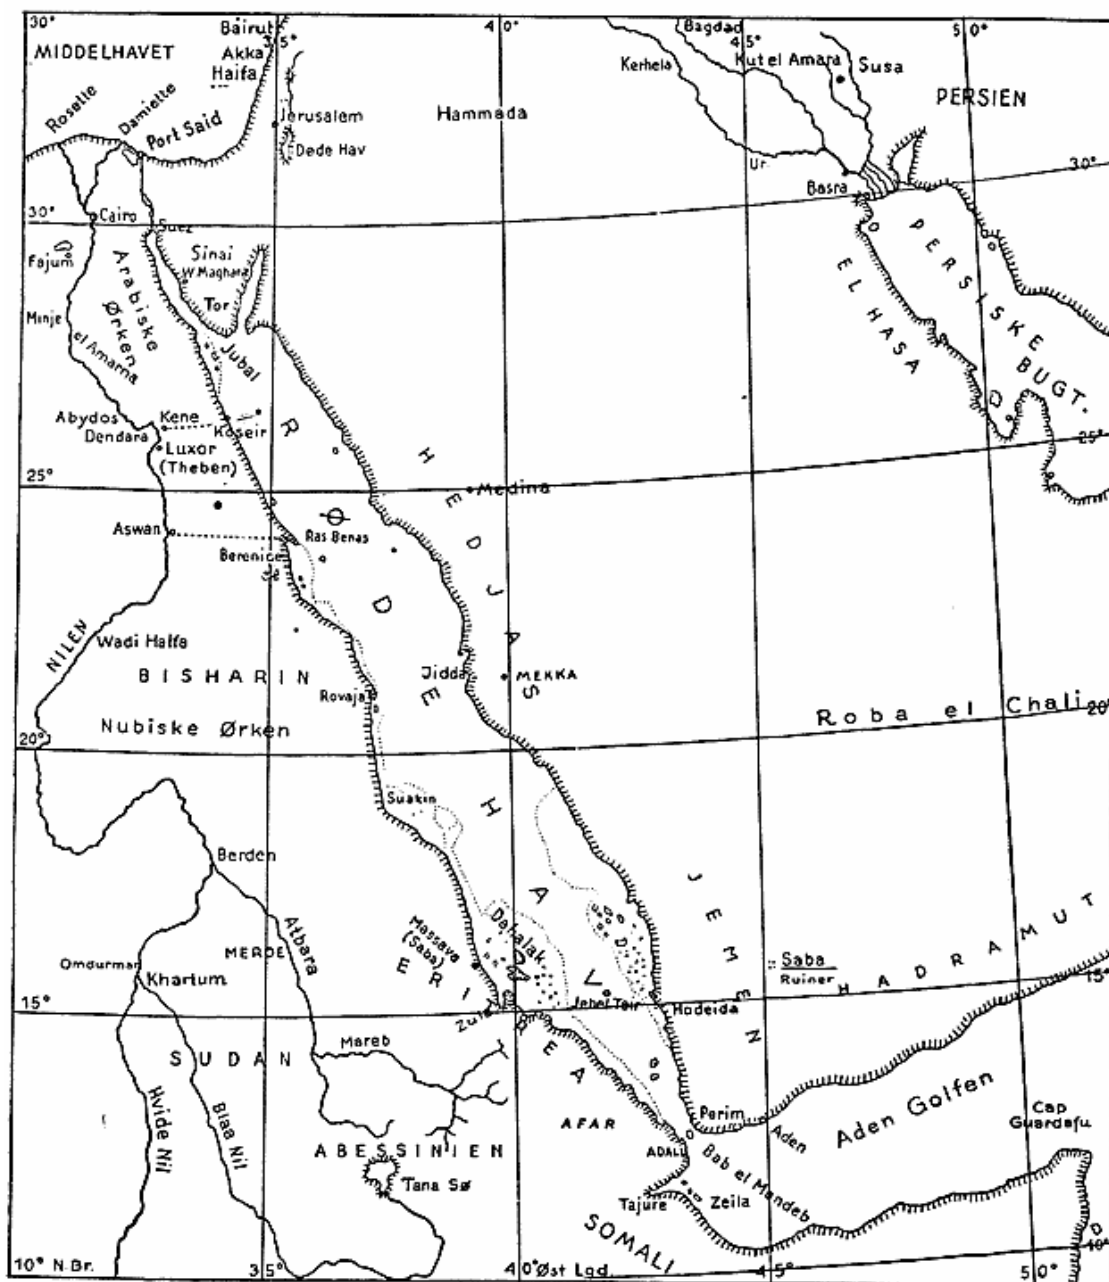 30°
35°
40°
45°
50°
MIDDELHAVET
Bairut
Akka
Haifa
Rosette
Damiette
Port Said
Jerusalem
Døde Hav
Hammada
Bagdad
Kerhela
Kutel Amara
Susa
PERSIEN
Ur
Basra
30°
30°
Cairo
Suez
Fajum
Sinai
W. Maghara
Tor
Arabiske
Ørken
Minje
el Amarna
Jubal
EL HASA
PERSISKE
BUGT.
Abydos
Kene
Dendara
Koseir
Luxor
(Theben)
25°
25°
Medina
HEDJAS
Aswan
Ras Benas
Berenice
NILEN
Wadi Halfa
BISHARIN
Jidda
MEKKA
Rovaja
Nubiske Ørken
Roba el Chali
20°
20°
Suakin
IRDEHAL
Berden
Atbara
MEROE
Omdurman
Khartum
Massava
(Saba)
Dahalak
JEMEN
Saba
Ruiner
HADRAMUT
15°
15°
Jebel Teir
Hodeida
Zula
ERITREA
SUDAN
Mareb
Hvide Nil
Blaa Nil
AFAR
Perim
Aden
Aden Golfen
Cap
Guardafu
ABESSINIEN
ADALI
Bab el Mandeb
Tana Sø
Tajure
Zeila
SOMALI
10° N.Br.
35°
40° Øst Lgd.
45°
50°
10°